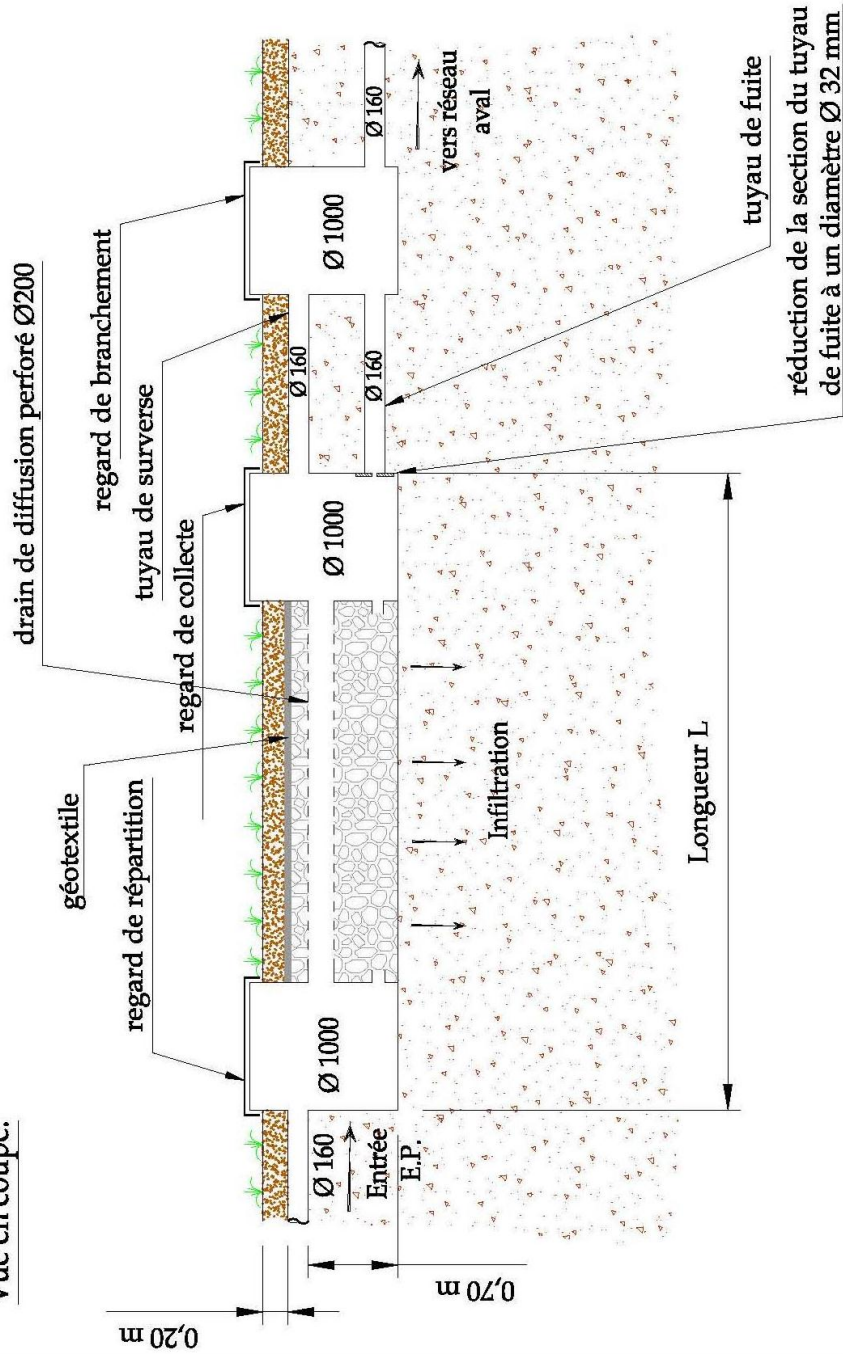 Vue en coupe.
drain de diffusion perforé Ø200
regard de branchement
tuyau de surverse
regard de collecte
géotextile
regard de répartition
0,20 m
0,70 m
Ø 160
Entrée
E.P.
Ø 1000
Ø 1000
Ø 160
Ø 160
Ø 1000
Ø 160
vers réseau
aval
Infiltration
Longueur L
tuyau de fuite
réduction de la section du tuyau
de fuite à un diamètre Ø 32 mm